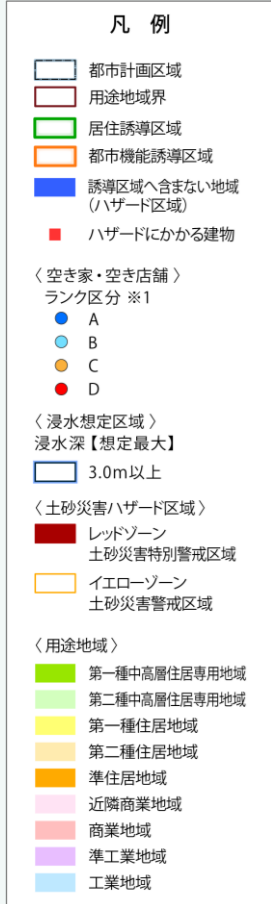 凡 例
都市計画区域
用途地域界
居住誘導区域
都市機能誘導区域
誘導区域へ含まない地域
(ハザード区域)
ハザードにかかる建物
〈 空き家・空き店舗 〉
ランク区分 ※1
A
B
C
D
〈 浸水想定区域 〉
浸水深【想定最大】
3.0m以上
〈 土砂災害ハザード区域 〉
レッドゾーン
土砂災害特別警戒区域
イエローゾーン
土砂災害警戒区域
〈 用途地域 〉
第一種中高層住居専用地域
第二種中高層住居専用地域
第一種住居地域
第二種住居地域
準住居地域
近隣商業地域
商業地域
準工業地域
工業地域